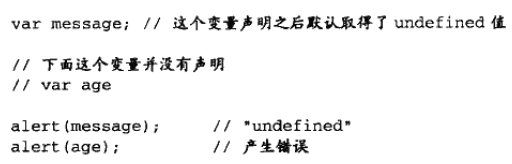 var message; // 这个变量声明之后默认取得了 undefined 值
// 下面这个变量并没有声明
// var age
alert(message); // "undefined"
alert(age); // 产生错误